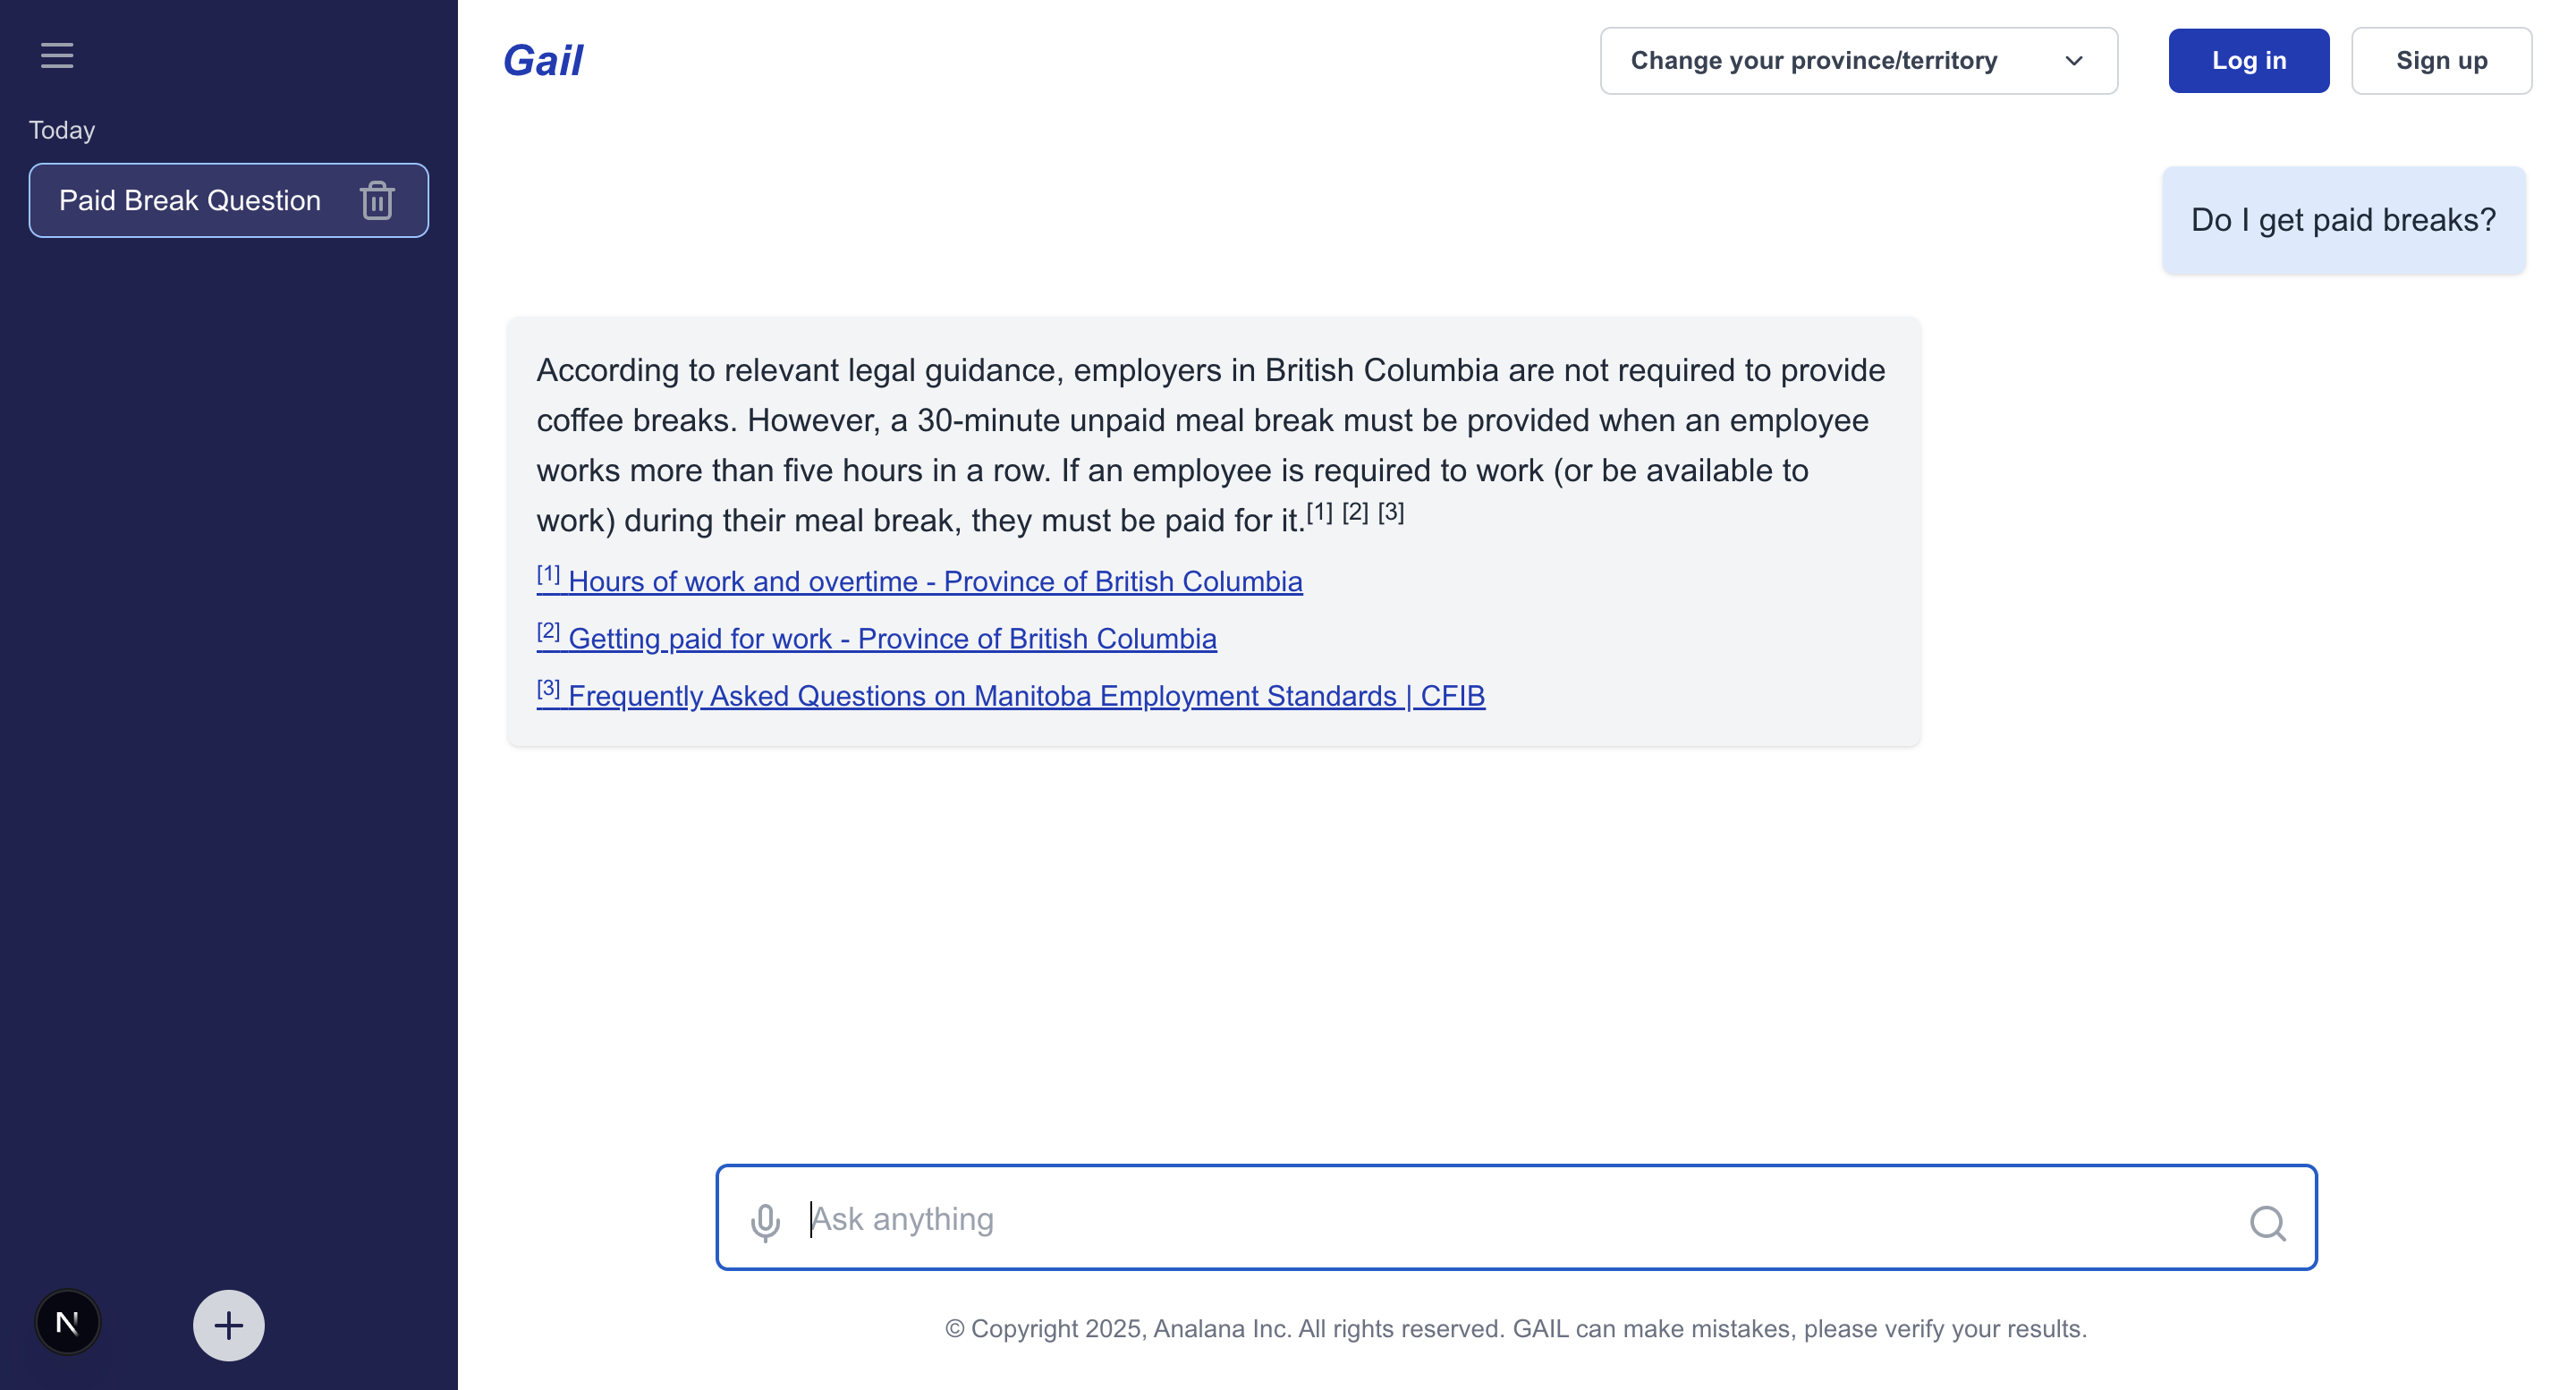 Gail
Change your province/territory
Log in
Sign up
Today
Paid Break Question
Do I get paid breaks?
According to relevant legal guidance, employers in British Columbia are not required to provide
coffee breaks. However, a 30-minute unpaid meal break must be provided when an employee
works more than five hours in a row. If an employee is required to work (or be available to
work) during their meal break, they must be paid for it.[1] [2] [3]
[1] Hours of work and overtime - Province of British Columbia
[2] Getting paid for work - Province of British Columbia
[3] Frequently Asked Questions on Manitoba Employment Standards | CFIB
Ask anything
N
© Copyright 2025, Analana Inc. All rights reserved. GAIL can make mistakes, please verify your results.